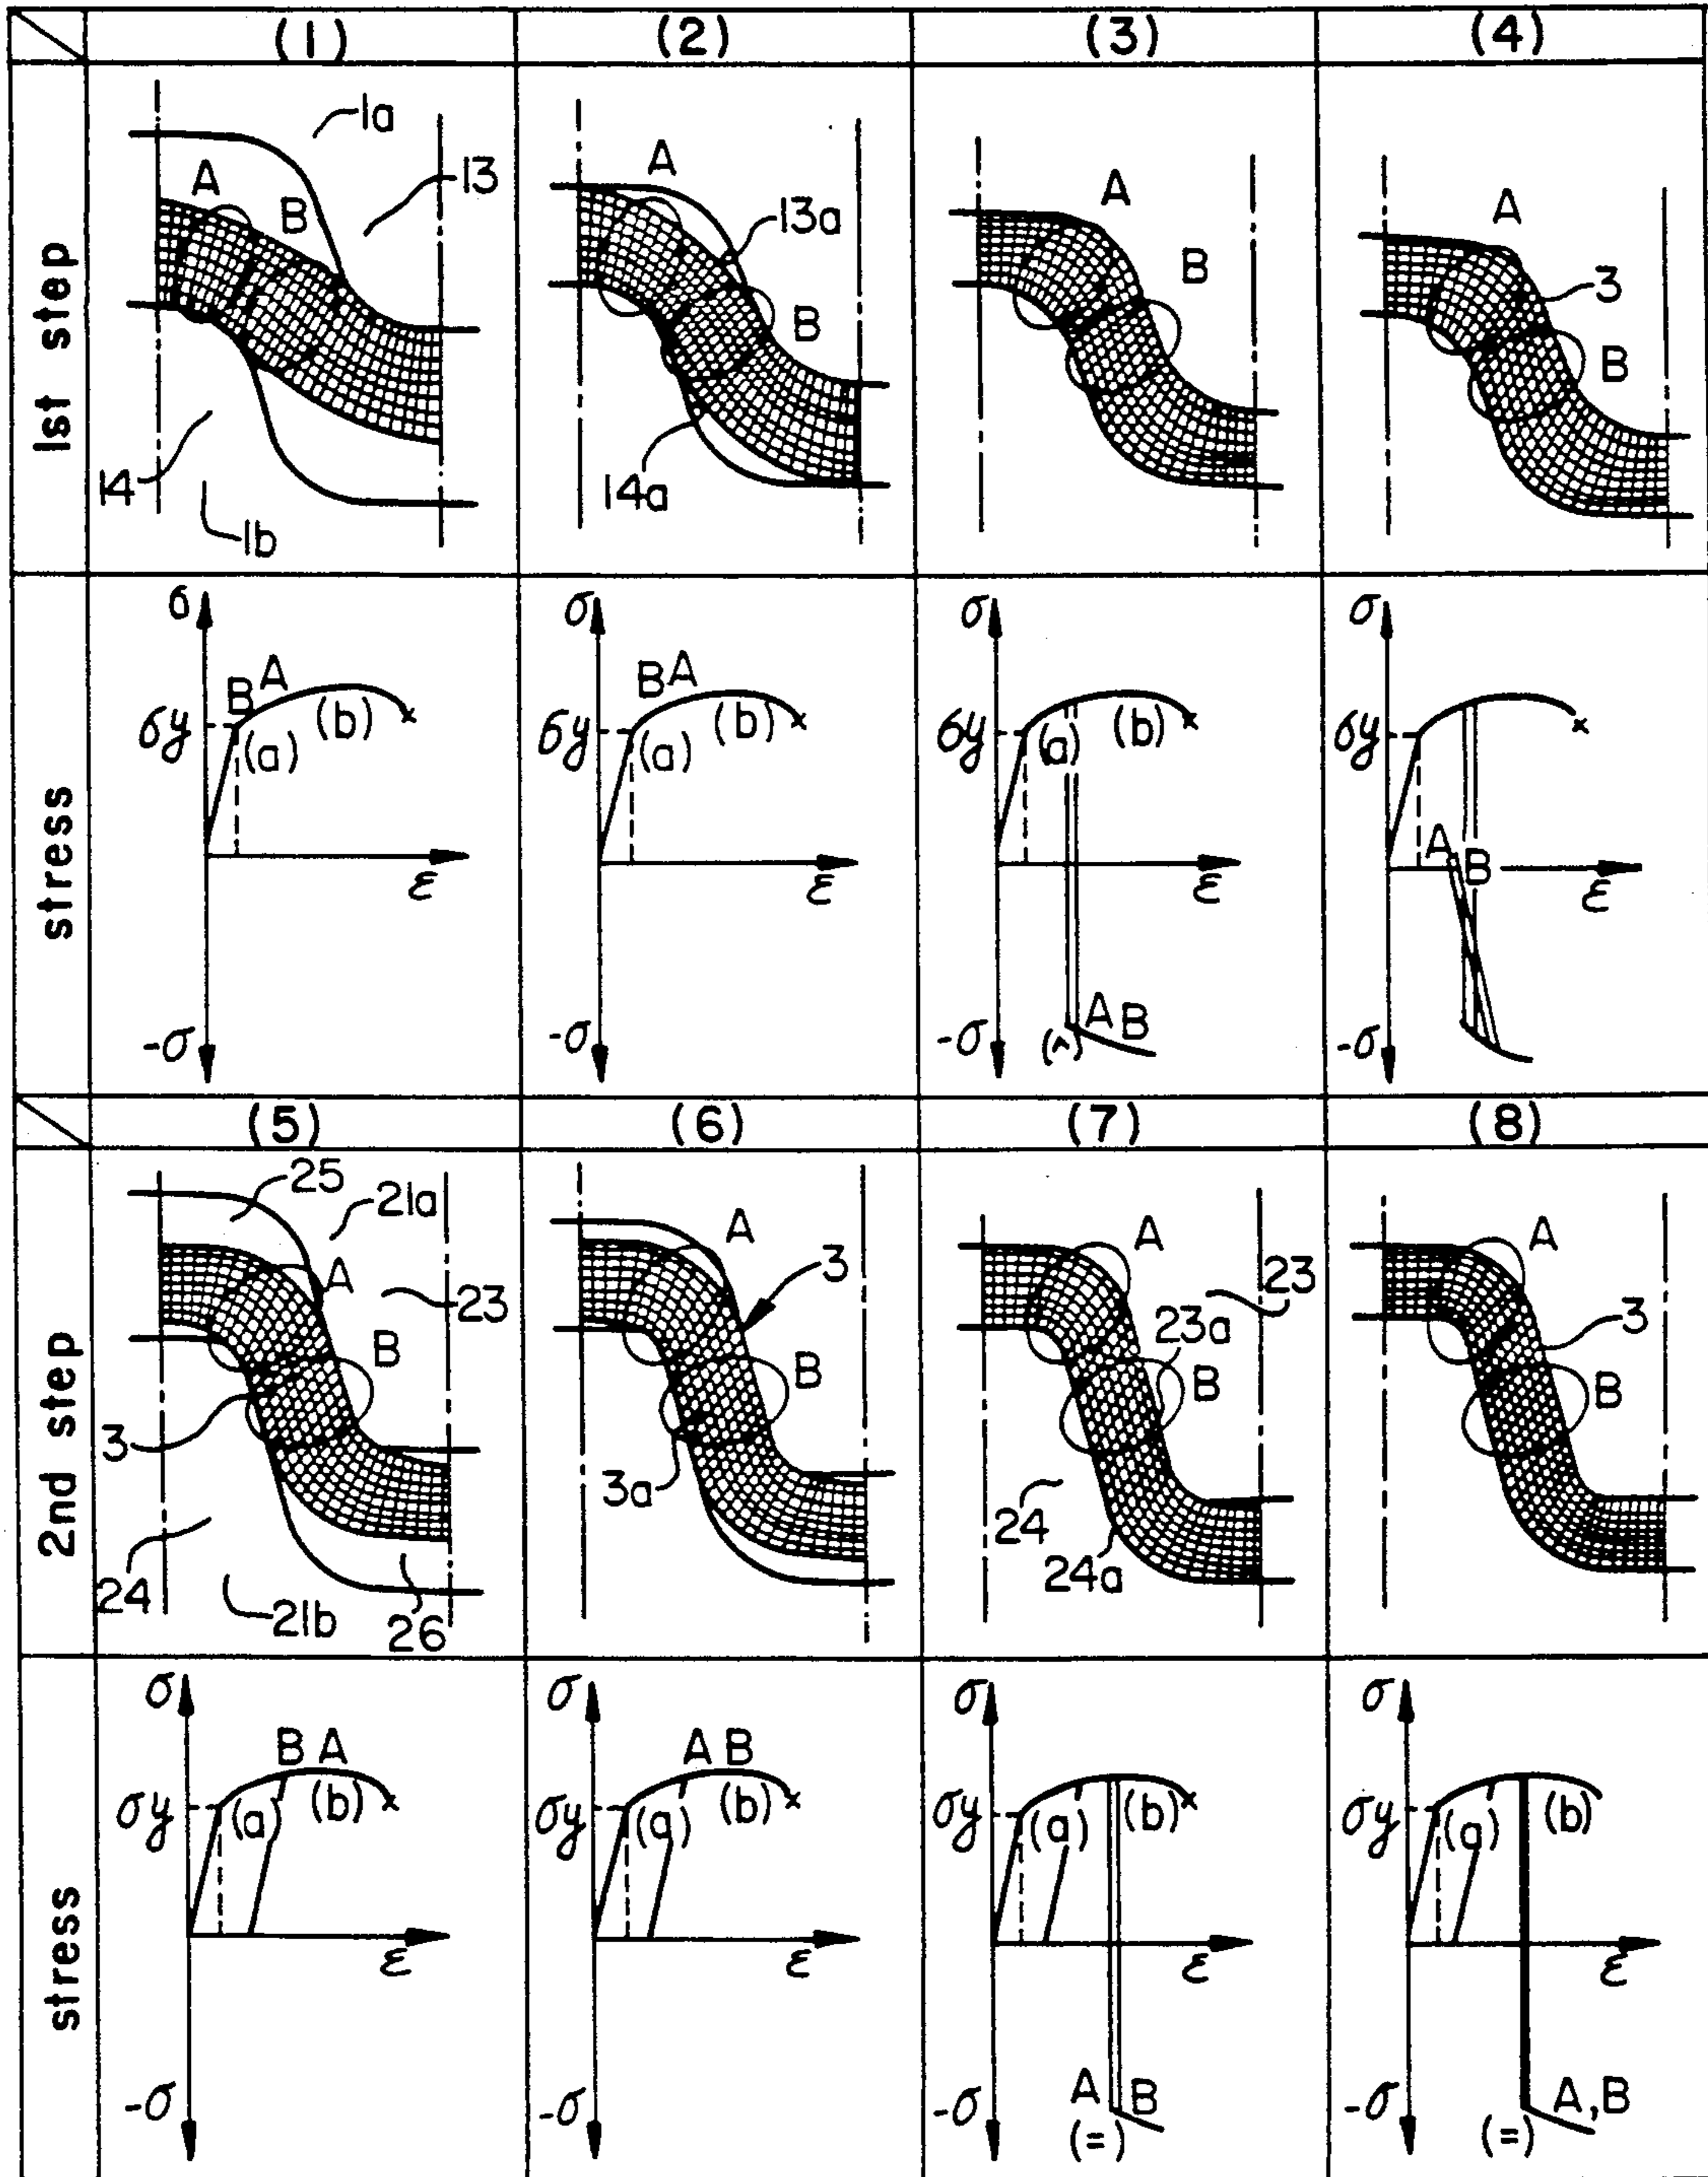 (1) (2) (3) (4)
1st step
1a
A
B
13
14
1b
A
13a
B
14a
A
B
A
3
B
stress
σ
B A
σy
(a) (b) x
ε
-σ
σ
B A
σy
(a) (b) x
ε
-σ
σ
σy
(a) (b) x
ε
A B
-σ
σ
σy
x
A B
ε
-σ
(5) (6) (7) (8)
2nd step
25
21a
A
23
B
3
24
21b
26
A
3
B
3a
A
23
23a
B
24
24a
A
3
B
stress
σ
B A
σy
(a) (b) x
ε
-σ
σ
A B
σy
(a) (b) x
ε
-σ
σ
σy
(a) (b) x
ε
A B
-σ
(=)
σ
σy
(a) (b)
ε
A,B
-σ
(=)